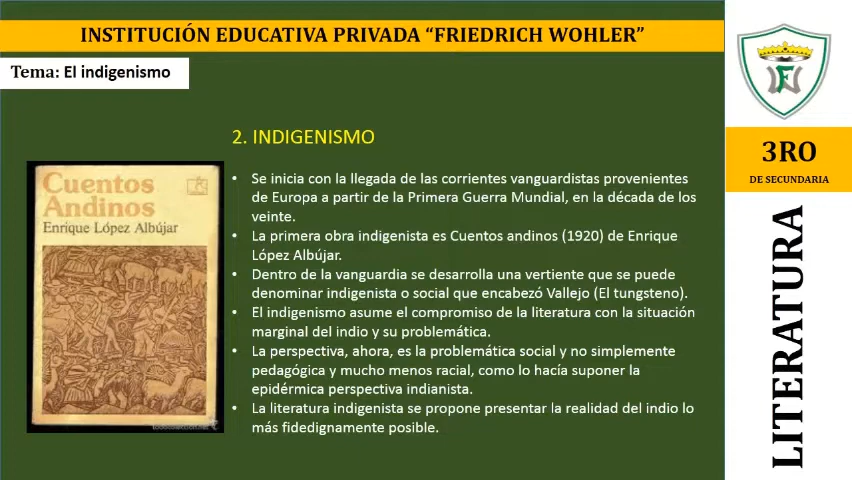 INSTITUCIÓN EDUCATIVA PRIVADA “FRIEDRICH WOHLER”
Tema: El indigenismo
3RO
DE SECUNDARIA
LITERATURA
2. INDIGENISMO
Cuentos
Andinos
Enrique López Albújar
• Se inicia con la llegada de las corrientes vanguardistas provenientes
de Europa a partir de la Primera Guerra Mundial, en la década de los
veinte.
• La primera obra indigenista es Cuentos andinos (1920) de Enrique
López Albújar.
• Dentro de la vanguardia se desarrolla una vertiente que se puede
denominar indigenista o social que encabezó Vallejo (El tungsteno).
• El indigenismo asume el compromiso de la literatura con la situación
marginal del indio y su problemática.
• La perspectiva, ahora, es la problemática social y no simplemente
pedagógica y mucho menos racial, como lo hacía suponer la
epidérmica perspectiva indianista.
• La literatura indigenista se propone presentar la realidad del indio lo
más fidedignamente posible.